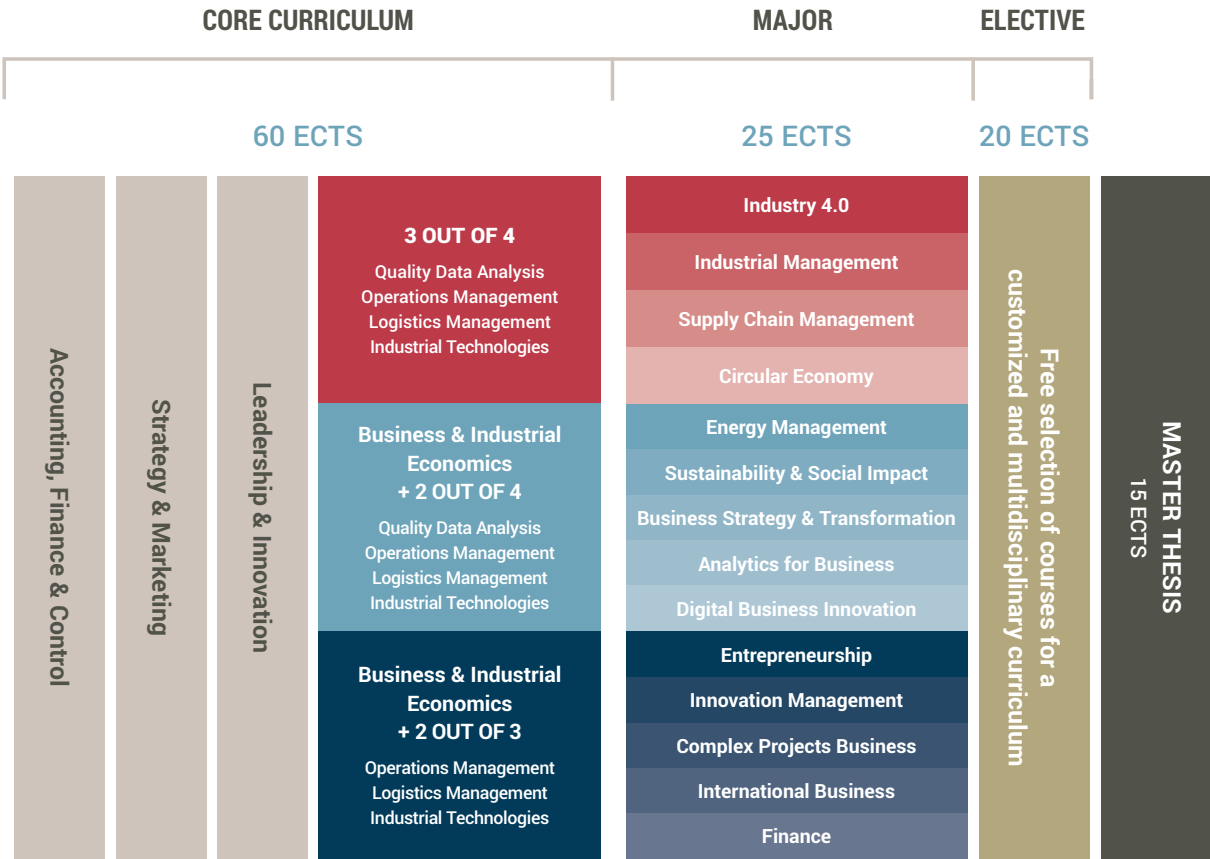 CORE CURRICULUM
MAJOR
ELECTIVE
60 ECTS
25 ECTS
20 ECTS
Accounting, Finance & Control
Strategy & Marketing
Leadership & Innovation
3 OUT OF 4
Quality Data Analysis
Operations Management
Logistics Management
Industrial Technologies
Business & Industrial
Economics
+ 2 OUT OF 4
Quality Data Analysis
Operations Management
Logistics Management
Industrial Technologies
Business & Industrial
Economics
+ 2 OUT OF 3
Operations Management
Logistics Management
Industrial Technologies
Industry 4.0
Industrial Management
Supply Chain Management
Circular Economy
Energy Management
Sustainability & Social Impact
Business Strategy & Transformation
Analytics for Business
Digital Business Innovation
Entrepreneurship
Innovation Management
Complex Projects Business
International Business
Finance
Free selection of courses for a
customized and multidisciplinary curriculum
MASTER THESIS
15 ECTS